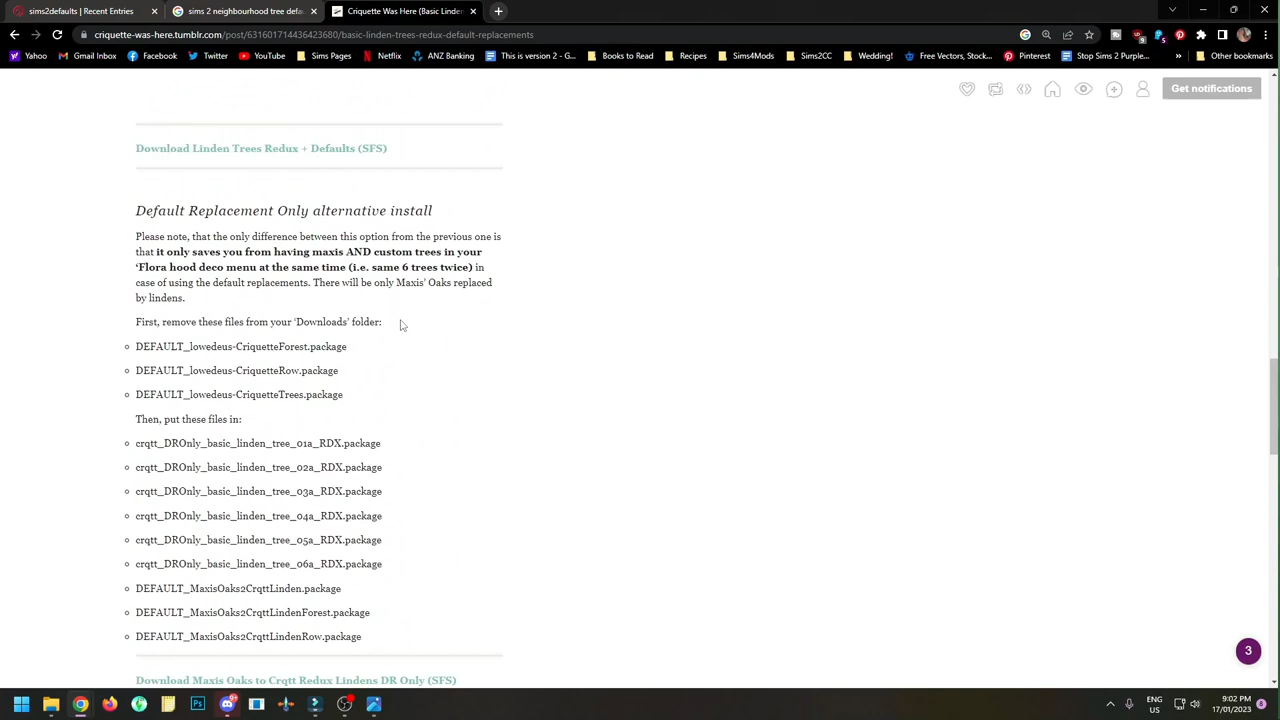 sims2defaults | Recent Entries
sims 2 neighbourhood tree defa
Criquette Was Here (Basic Linden
criquette-was-here.tumblr.com/post/631601714436423680/basic-linden-trees-redux-default-replacements
Yahoo
Gmail Inbox
Facebook
Twitter
YouTube
Sims Pages
Netflix
ANZ Banking
This is version 2 - G...
Books to Read
Recipes
Sims4Mods
Sims2CC
Wedding!
Free Vectors, Stock...
Pinterest
Stop Sims 2 Purple...
»
Other bookmarks
Get notifications
Download Linden Trees Redux + Defaults (SFS)
Default Replacement Only alternative install
Please note, that the only difference between this option from the previous one is
that it only saves you from having maxis AND custom trees in your
‘Flora hood deco menu at the same time (i.e. same 6 trees twice) in
case of using the default replacements. There will be only Maxis’ Oaks replaced
by lindens.
First, remove these files from your ‘Downloads’ folder:
DEFAULT_lowedeus-CriquetteForest.package
DEFAULT_lowedeus-CriquetteRow.package
DEFAULT_lowedeus-CriquetteTrees.package
Then, put these files in:
crqtt_DROnly_basic_linden_tree_01a_RDX.package
crqtt_DROnly_basic_linden_tree_02a_RDX.package
crqtt_DROnly_basic_linden_tree_03a_RDX.package
crqtt_DROnly_basic_linden_tree_04a_RDX.package
crqtt_DROnly_basic_linden_tree_05a_RDX.package
crqtt_DROnly_basic_linden_tree_06a_RDX.package
DEFAULT_MaxisOaks2CrqttLinden.package
DEFAULT_MaxisOaks2CrqttLindenForest.package
DEFAULT_MaxisOaks2CrqttLindenRow.package
Download Maxis Oaks to Crqtt Redux Lindens DR Only (SFS)
3
ENG
US
9:02 PM
17/01/2023